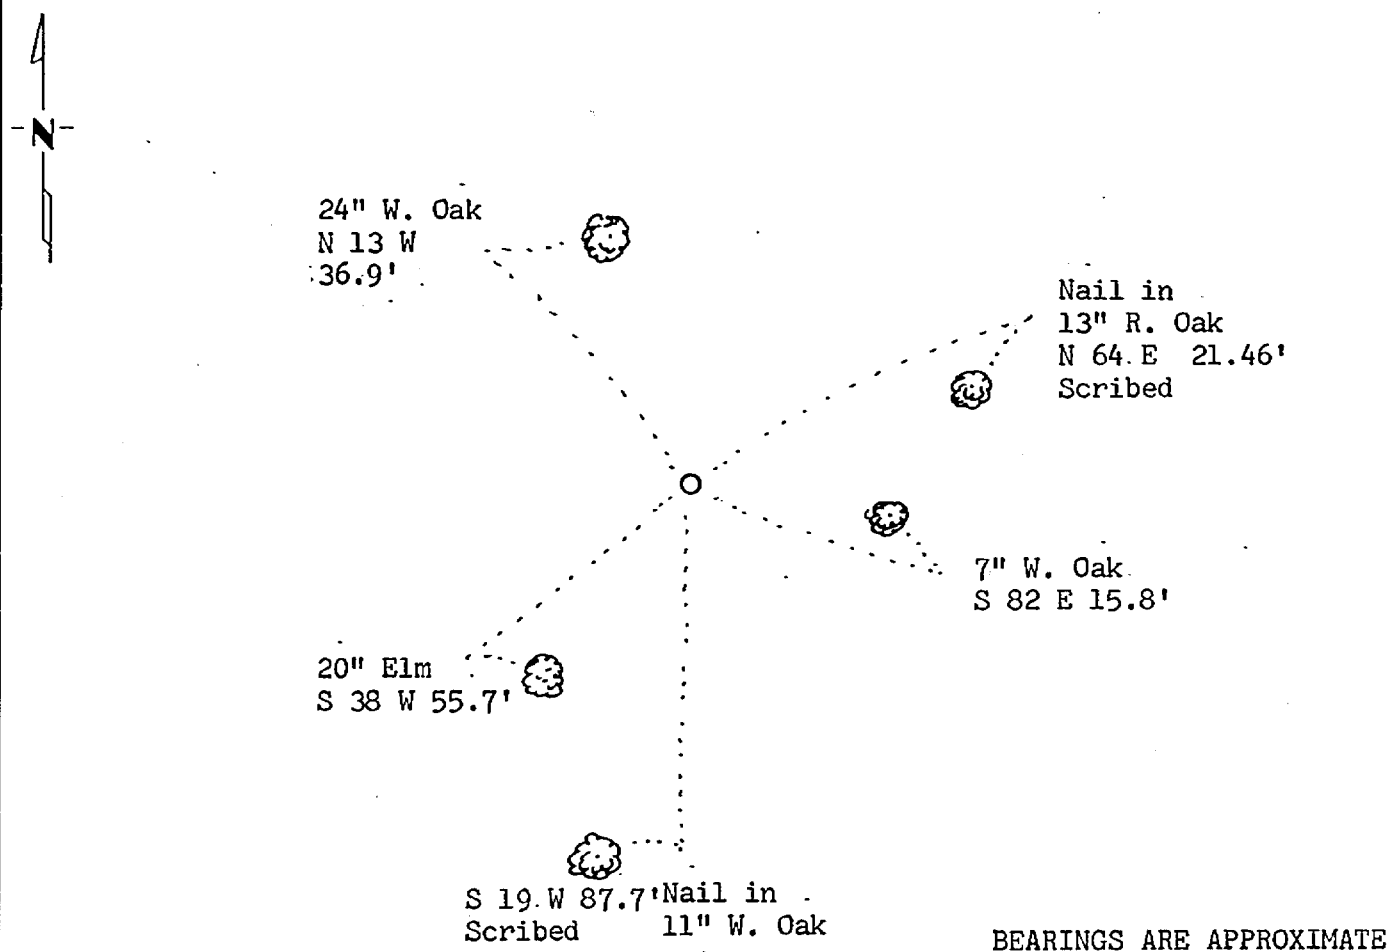 N
24" W. Oak
N 13 W
36.9'
Nail in
13" R. Oak
N 64 E 21.46'
Scribed
7" W. Oak
S 82 E 15.8'
20" Elm
S 38 W 55.7'
S 19 W 87.7' Nail in
Scribed 11" W. Oak
BEARINGS ARE APPROXIMATE